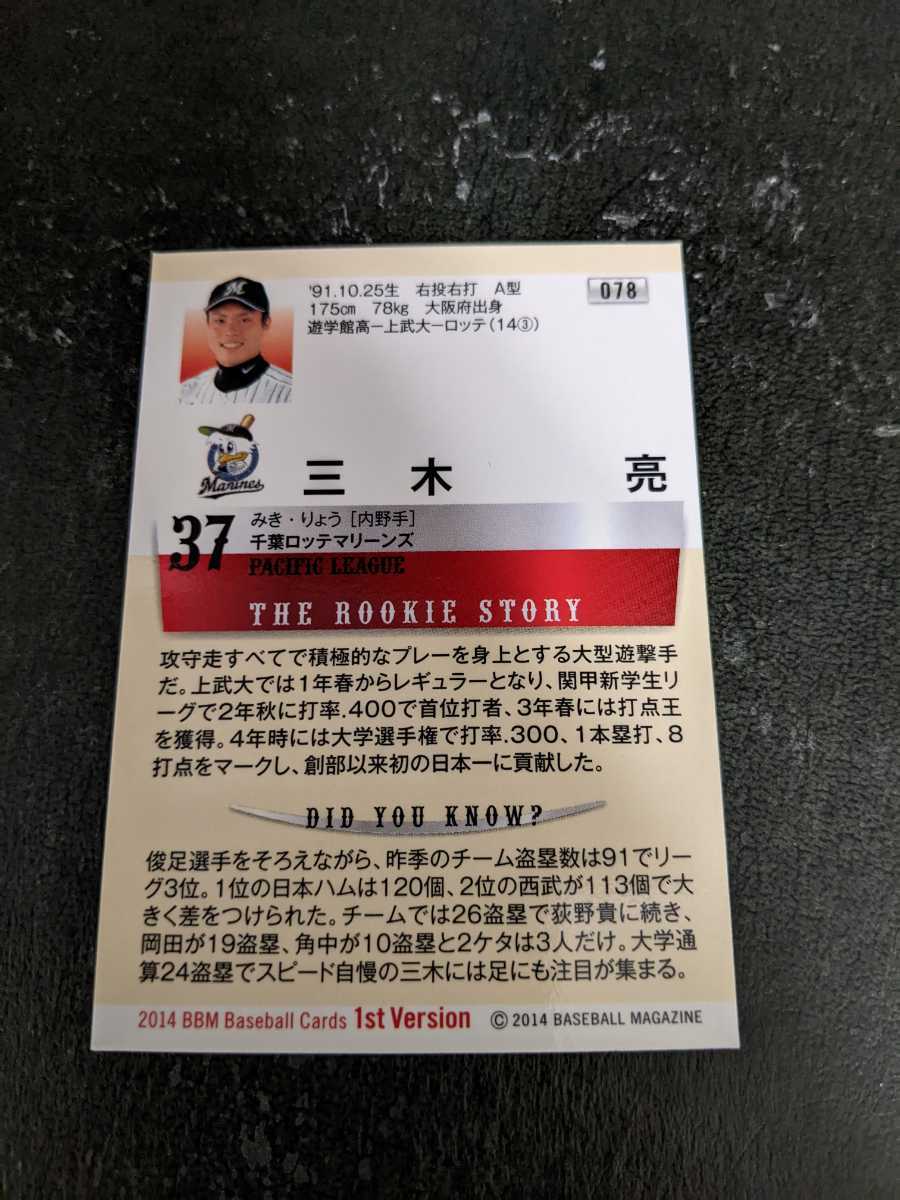 '91.10.25生 右投右打 A型
175cm 78kg 大阪府出身
遊学館高ー上武大ーロッテ(14③)
078
M
Marines
三木 亮
37
みき・りょう [内野手]
千葉ロッテマリーンズ
PACIFIC LEAGUE
THE ROOKIE STORY
攻守走すべてで積極的なプレーを身上とする大型遊撃手
だ。上武大では1年春からレギュラーとなり、関甲新学生リ
ーグで2年秋に打率.400で首位打者、3年春には打点王
を獲得。4年時には大学選手権で打率.300、1本塁打、8
打点をマークし、創部以来初の日本一に貢献した。
DID YOU KNOW?
俊足選手をそろえながら、昨季のチーム盗塁数は91でリー
グ3位。1位の日本ハムは120個、2位の西武が113個で大
きく差をつけられた。チームでは26盗塁で荻野貴に続き、
岡田が19盗塁、角中が10盗塁と2ケタは3人だけ。大学通
算24盗塁でスピード自慢の三木には足にも注目が集まる。
2014 BBM Baseball Cards 1st Version © 2014 BASEBALL MAGAZINE